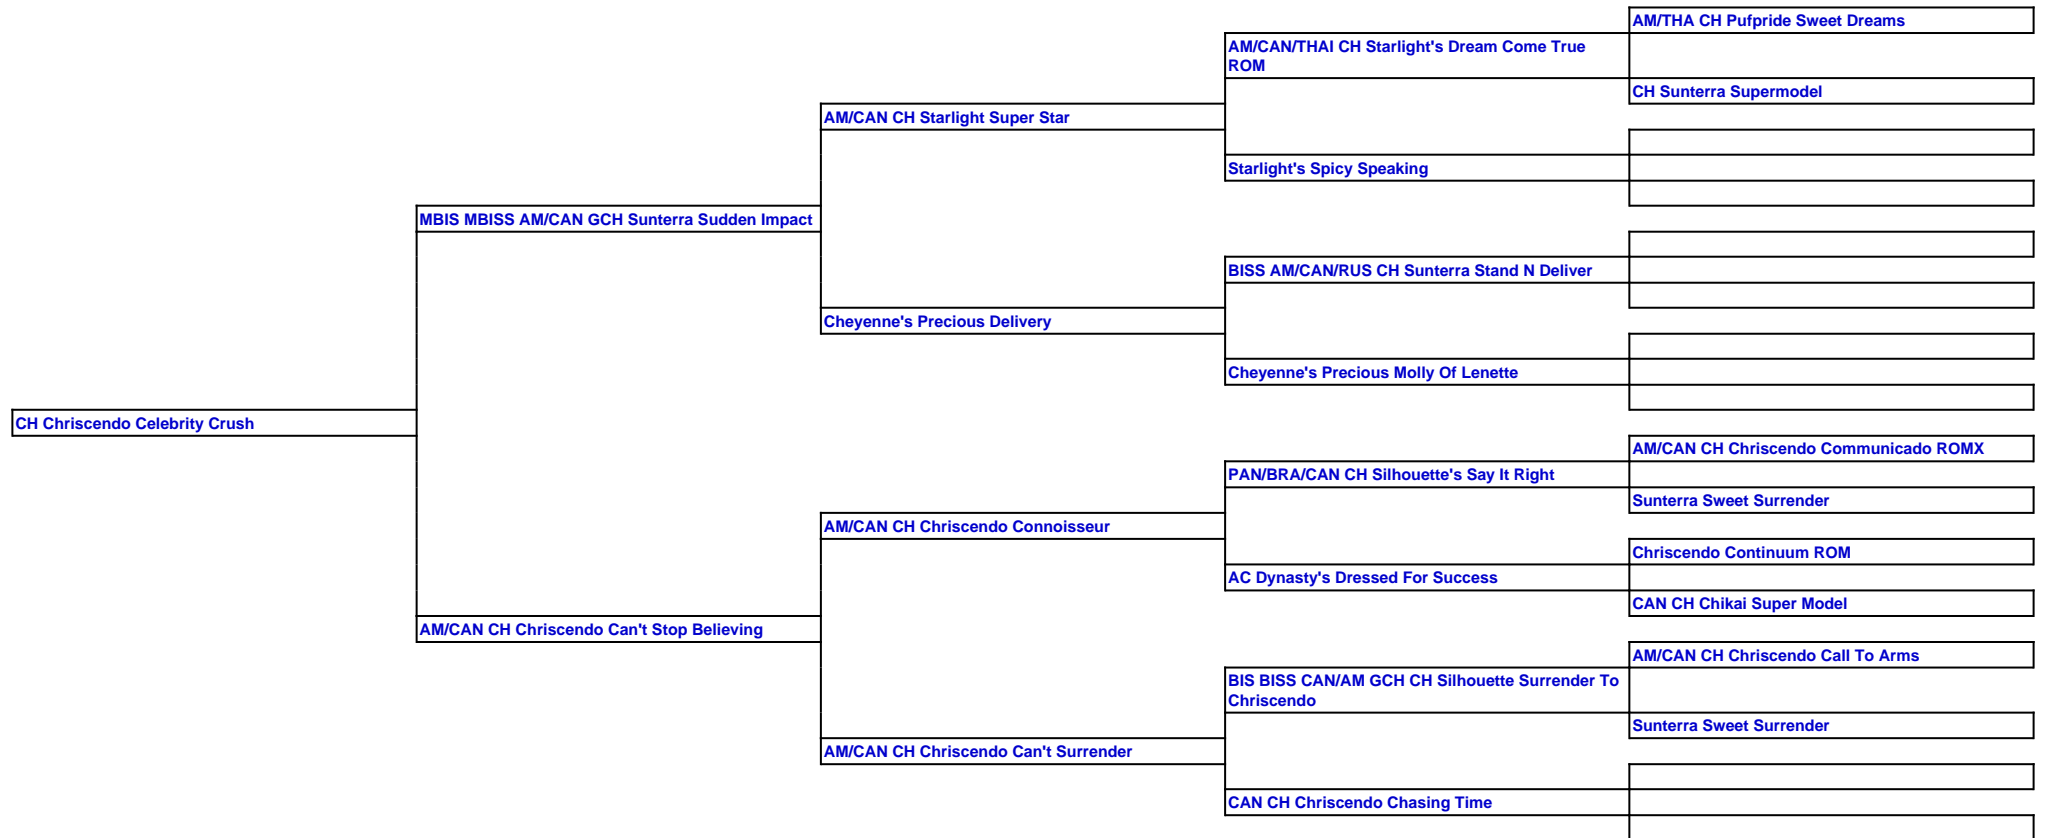 AM/THA CH Pufpride Sweet Dreams
AM/CAN/THAI CH Starlight's Dream Come True
ROM
CH Sunterra Supermodel
AM/CAN CH Starlight Super Star
Starlight's Spicy Speaking
MBIS MBISS AM/CAN GCH Sunterra Sudden Impact
BISS AM/CAN/RUS CH Sunterra Stand N Deliver
Cheyenne's Precious Delivery
Cheyenne's Precious Molly Of Lenette
CH Chriscendo Celebrity Crush
AM/CAN CH Chriscendo Communicado ROMX
PAN/BRA/CAN CH Silhouette's Say It Right
Sunterra Sweet Surrender
AM/CAN CH Chriscendo Connoisseur
Chriscendo Continuum ROM
AC Dynasty's Dressed For Success
CAN CH Chikai Super Model
AM/CAN CH Chriscendo Can't Stop Believing
AM/CAN CH Chriscendo Call To Arms
BIS BISS CAN/AM GCH CH Silhouette Surrender To
Chriscendo
Sunterra Sweet Surrender
AM/CAN CH Chriscendo Can't Surrender
CAN CH Chriscendo Chasing Time